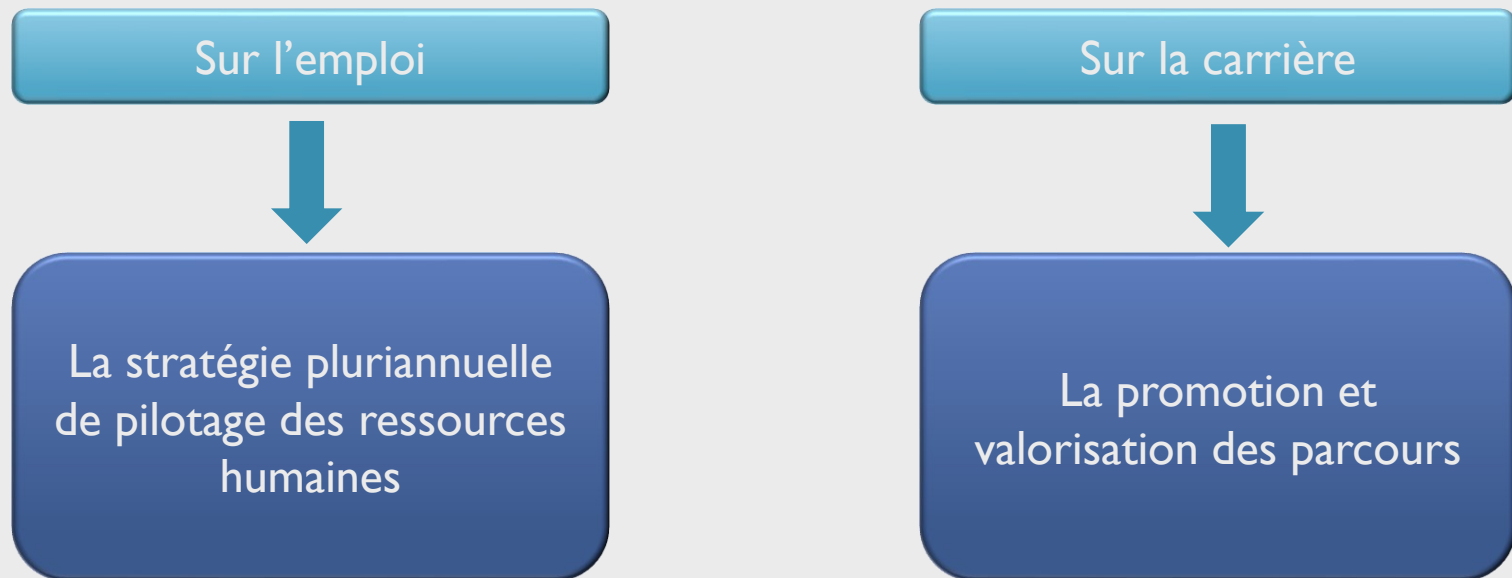 Sur l’emploi
Sur la carrière
La stratégie pluriannuelle
de pilotage des ressources
humaines
La promotion et
valorisation des parcours